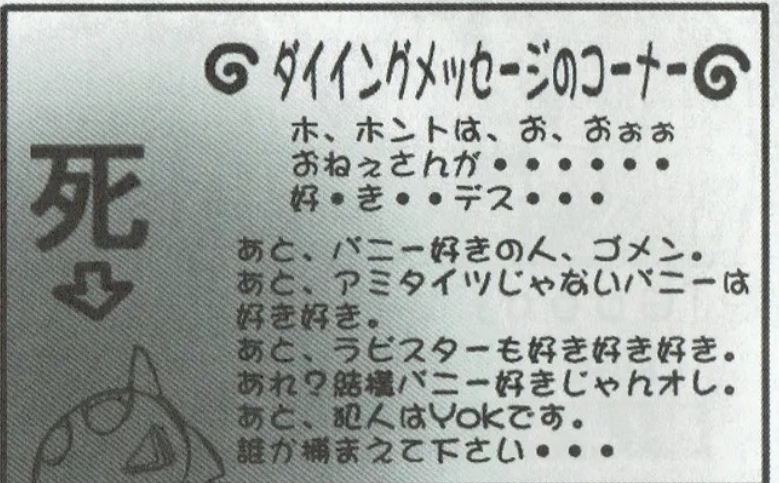 ダイイングメッセージのコーナー
ホ、ホントは、お、おぉぉ
おねぇさんが・・・・・・
好・き・・デス・・・
死
あと、バニー好きの人、ゴメン。
あと、アミタイツじゃないバニーは
好き好き。
あと、ラビスターも好き好き好き。
あれ？結構バニー好きじゃんオレ。
あと、犯人はYokです。
誰か捕まえて下さい・・・